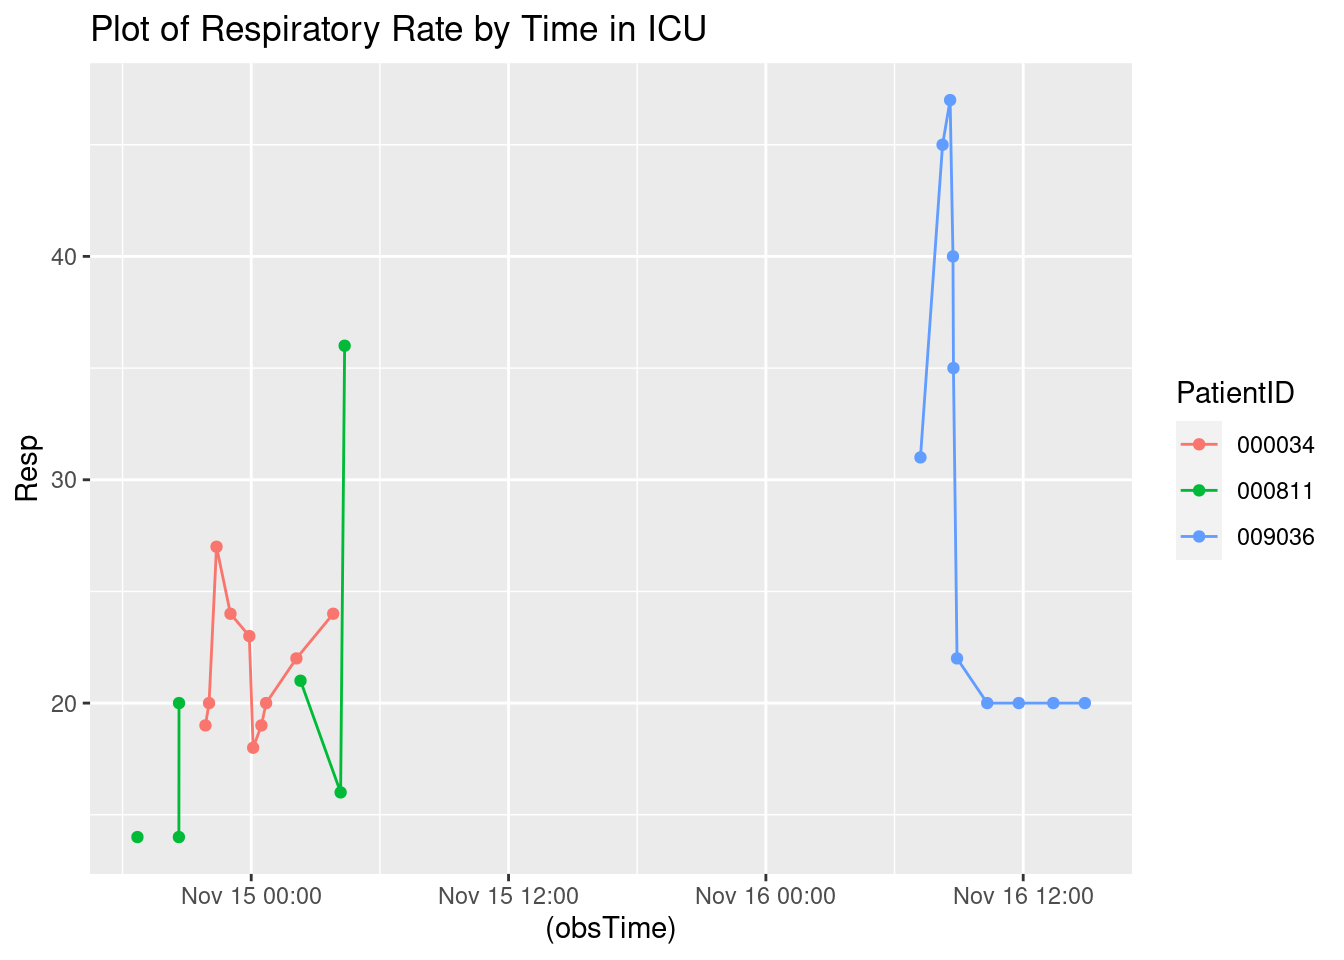 Plot of Respiratory Rate by Time in ICU
Resp
40
30
20
Nov 15 00:00
Nov 15 12:00
Nov 16 00:00
Nov 16 12:00
(obsTime)
PatientID
000034
000811
009036